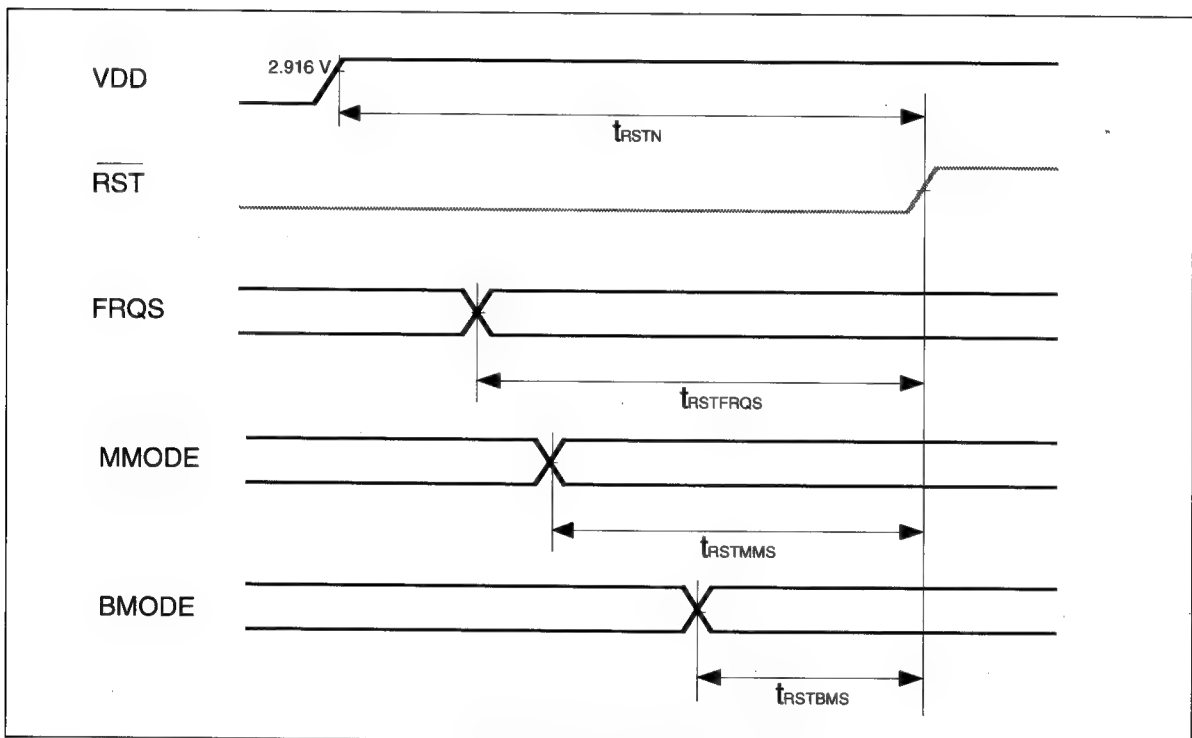 VDD
2.916 V
tRSTN
RST
FRQS
tRSTFRQS
MMODE
tRSTMMS
BMODE
tRSTBMS